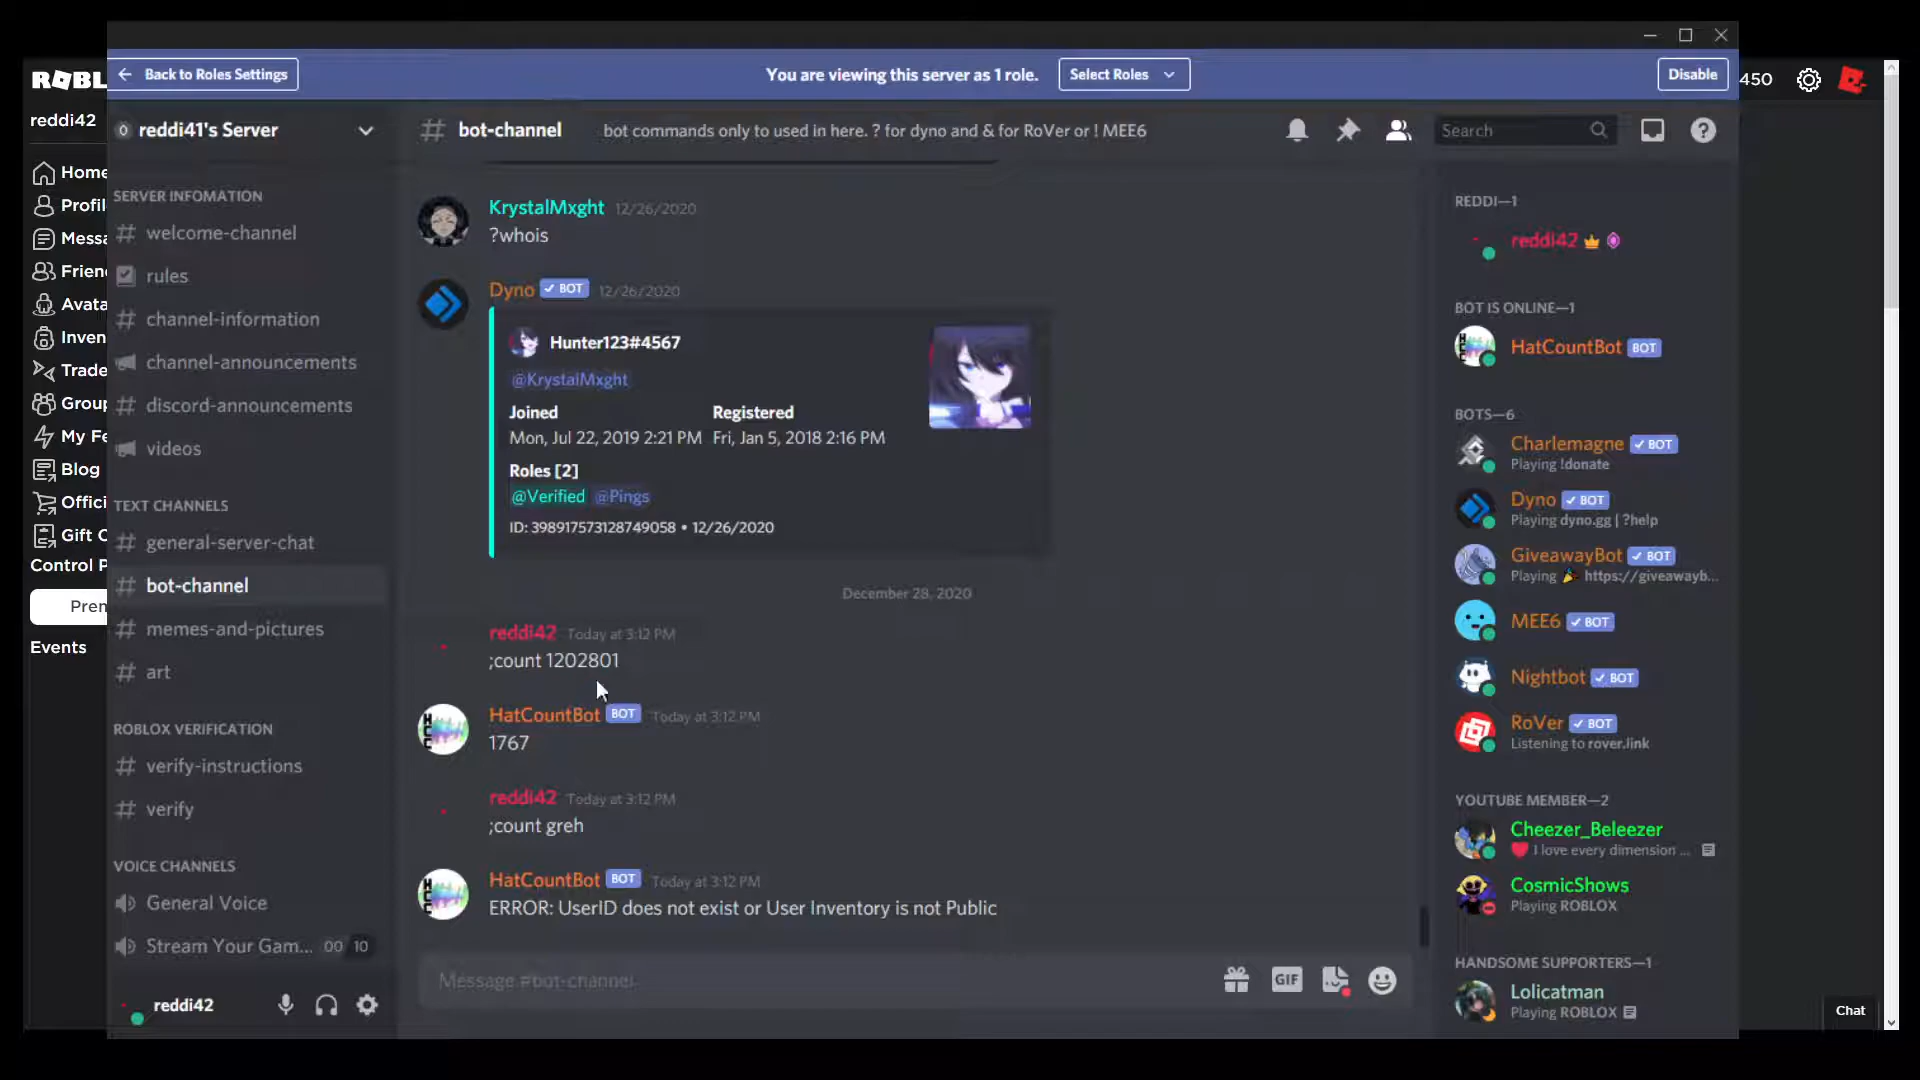 Back to Roles Settings
You are viewing this server as 1 role.
Select Roles
Disable
ROBL
450
reddi42
Home
Profil
Messa
Frien
Avata
Inven
Trade
Group
My Fe
Blog
Offici
Gift C
Control P
Pren
Events
reddi41's Server
SERVER INFOMATION
welcome-channel
rules
channel-information
channel-announcements
discord-announcements
videos
TEXT CHANNELS
general-server-chat
bot-channel
memes-and-pictures
art
ROBLOX VERIFICATION
verify-instructions
verify
VOICE CHANNELS
General Voice
Stream Your Gam... 00 10
reddi42
# bot-channel
bot commands only to used in here. ? for dyno and & for RoVer or ! MEE6
Search
KrystalMxght 12/26/2020
?whois
Dyno BOT 12/26/2020
Hunter123#4567
@KrystalMxght
Joined Registered
Mon, Jul 22, 2019 2:21 PM Fri, Jan 5, 2018 2:16 PM
Roles [2]
@Verified @Pings
ID: 398917573128749058 • 12/26/2020
December 28, 2020
reddi42 Today at 3:12 PM
;count 1202801
HatCountBot BOT Today at 3:12 PM
1767
reddi42 Today at 3:12 PM
;count greh
HatCountBot BOT Today at 3:12 PM
ERROR: UserID does not exist or User Inventory is not Public
Message #bot-channel
GIF
REDDI—1
reddi42
BOT IS ONLINE—1
HatCountBot BOT
BOTS—6
Charlemagne BOT
Playing !donate
Dyno BOT
Playing dyno.gg | ?help
GiveawayBot BOT
Playing 🎉 https://giveawayb...
MEE6 BOT
Nightbot BOT
RoVer BOT
Listening to rover.link
YOUTUBE MEMBER—2
Cheezer_Beleezer
I love every dimension ...
CosmicShows
Playing ROBLOX
HANDSOME SUPPORTERS—1
Lolicatman
Playing ROBLOX
Chat